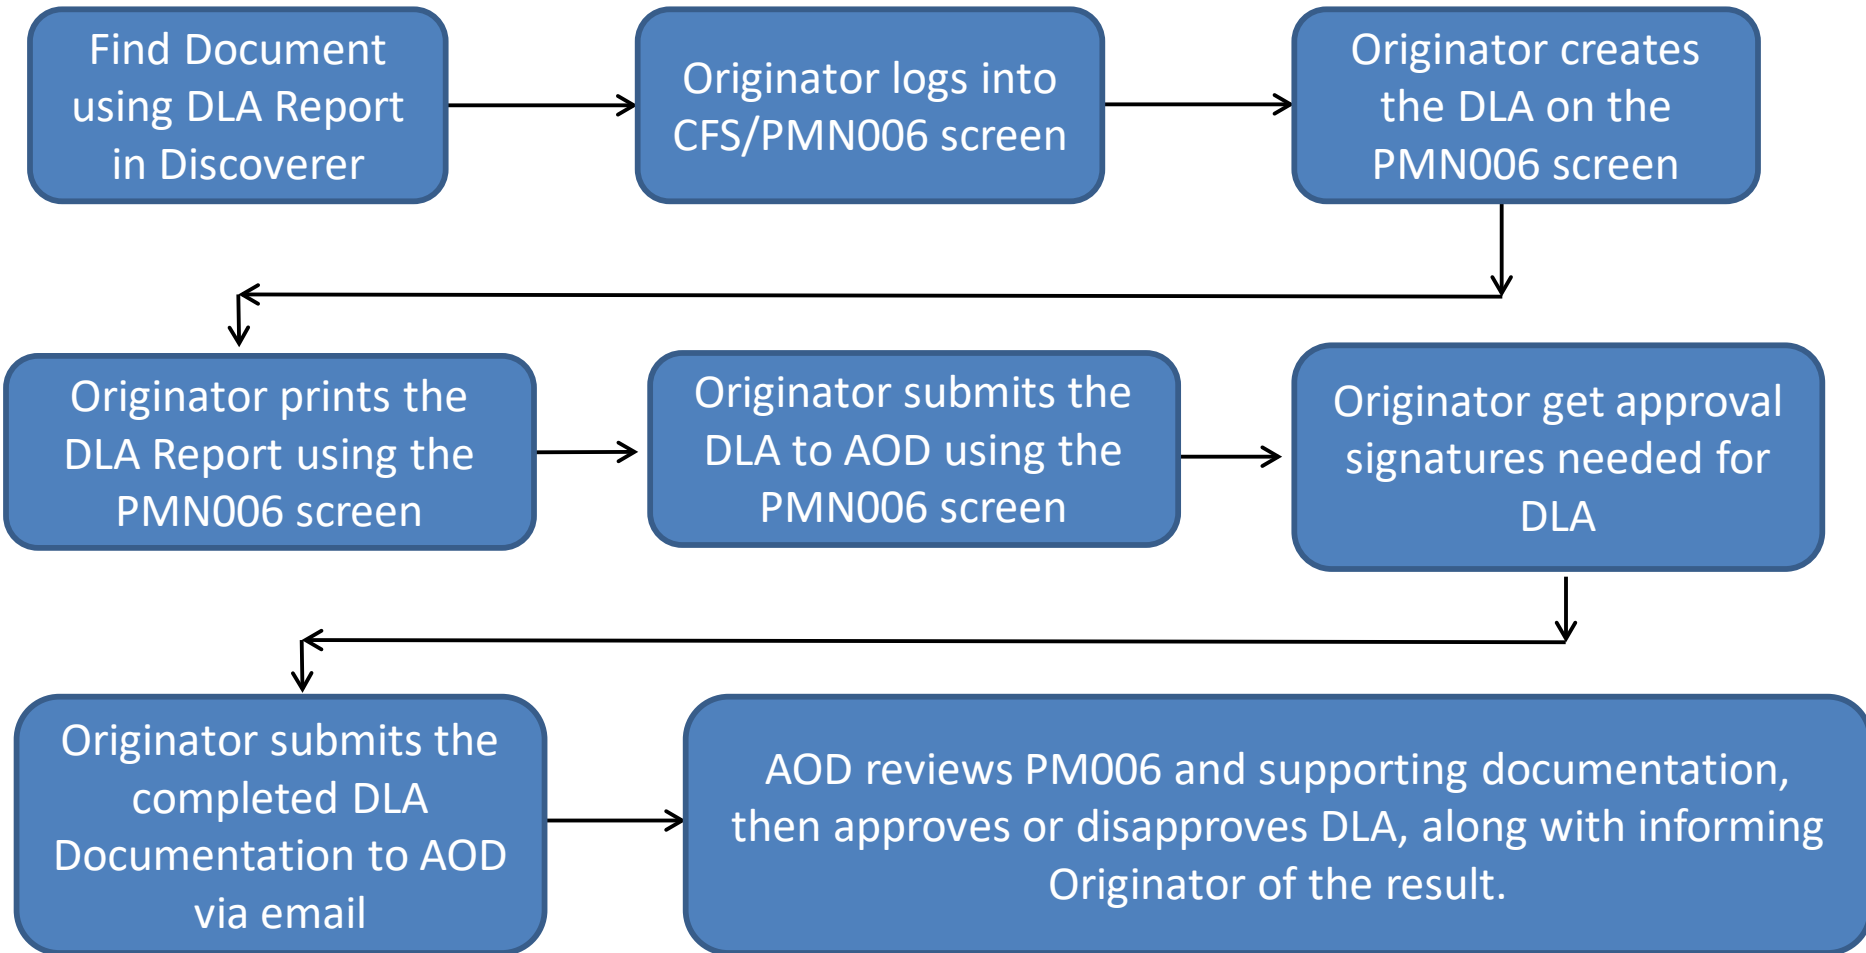 Find Document
using DLA Report
in Discoverer
Originator logs into
CFS/PMN006 screen
Originator creates
the DLA on the
PMN006 screen
Originator prints the
DLA Report using the
PMN006 screen
Originator submits the
DLA to AOD using the
PMN006 screen
Originator get approval
signatures needed for
DLA
Originator submits the
completed DLA
Documentation to AOD
via email
AOD reviews PM006 and supporting documentation,
then approves or disapproves DLA, along with informing
Originator of the result.